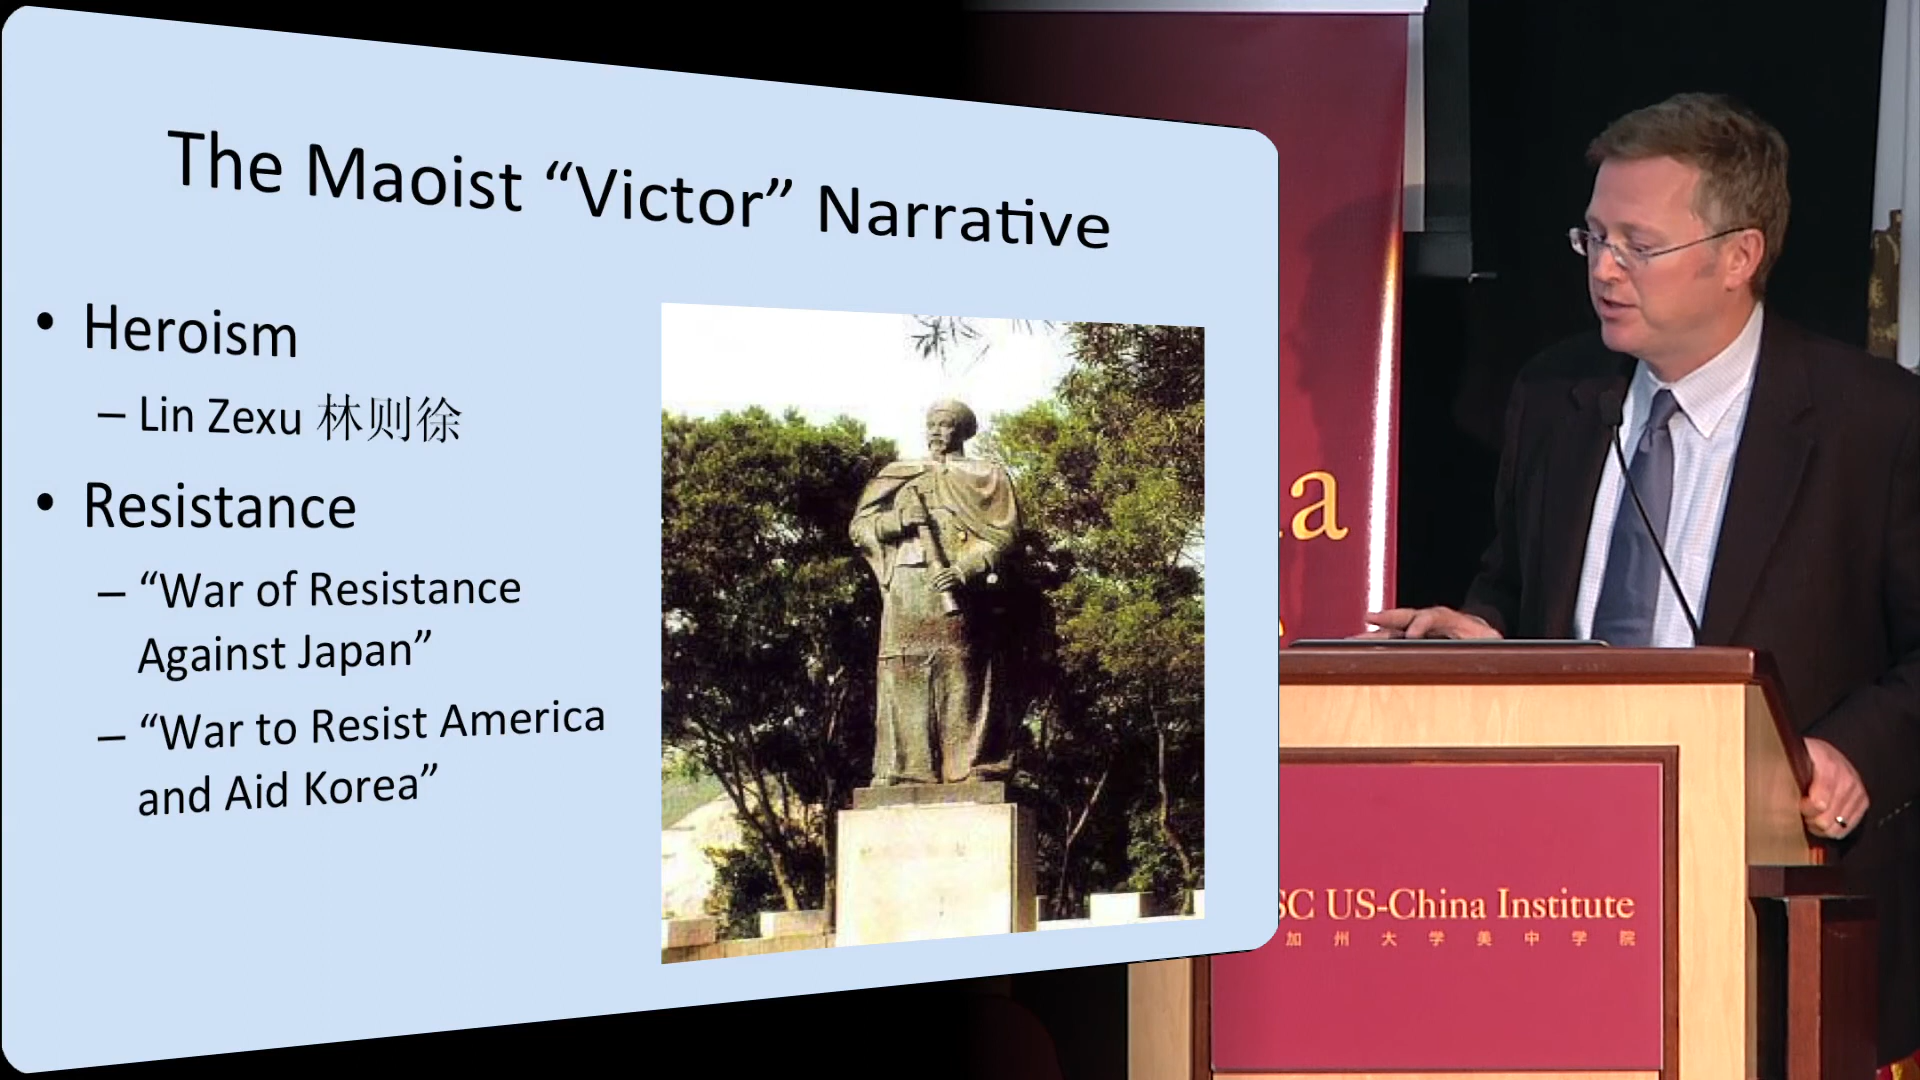 The Maoist “Victor” Narrative
• Heroism
– Lin Zexu 林则徐
• Resistance
– “War of Resistance
Against Japan”
– “War to Resist America
and Aid Korea”
a
SC US-China Institute
加州大学美中学院